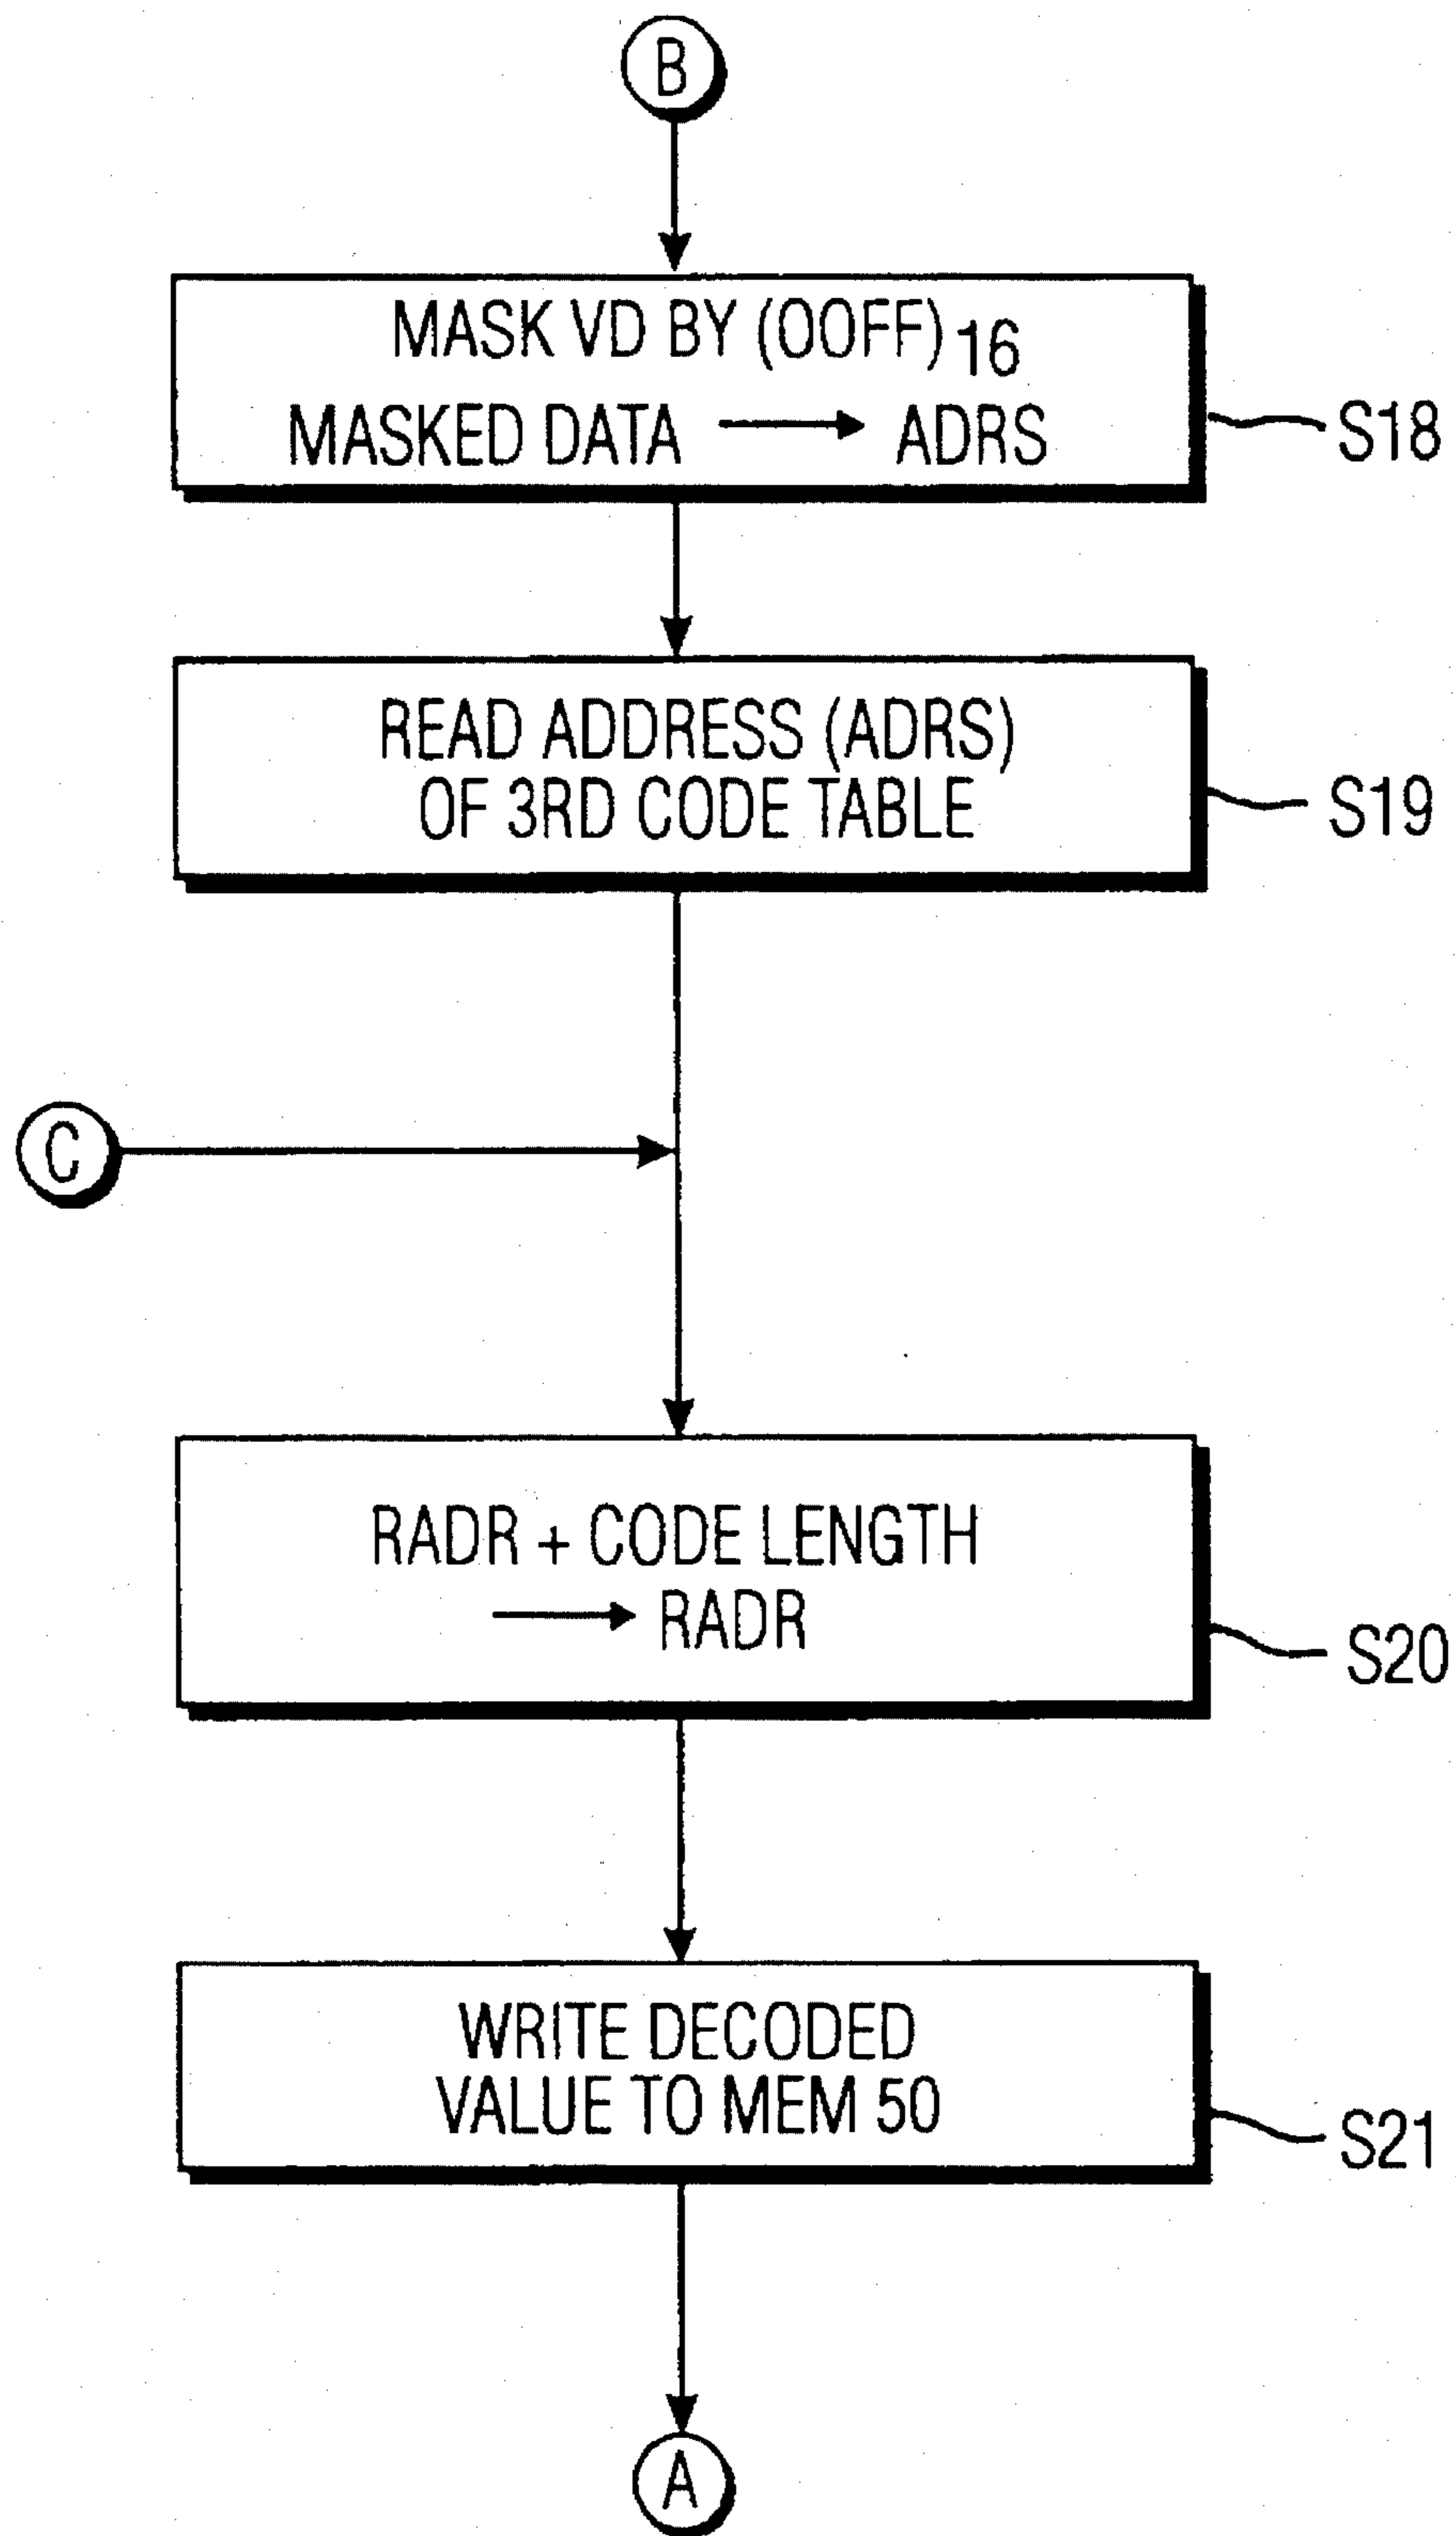 B
MASK VD BY (00FF)16
MASKED DATA → ADRS
S18
READ ADDRESS (ADRS)
OF 3RD CODE TABLE
S19
C
RADR + CODE LENGTH
→ RADR
S20
WRITE DECODED
VALUE TO MEM 50
S21
A